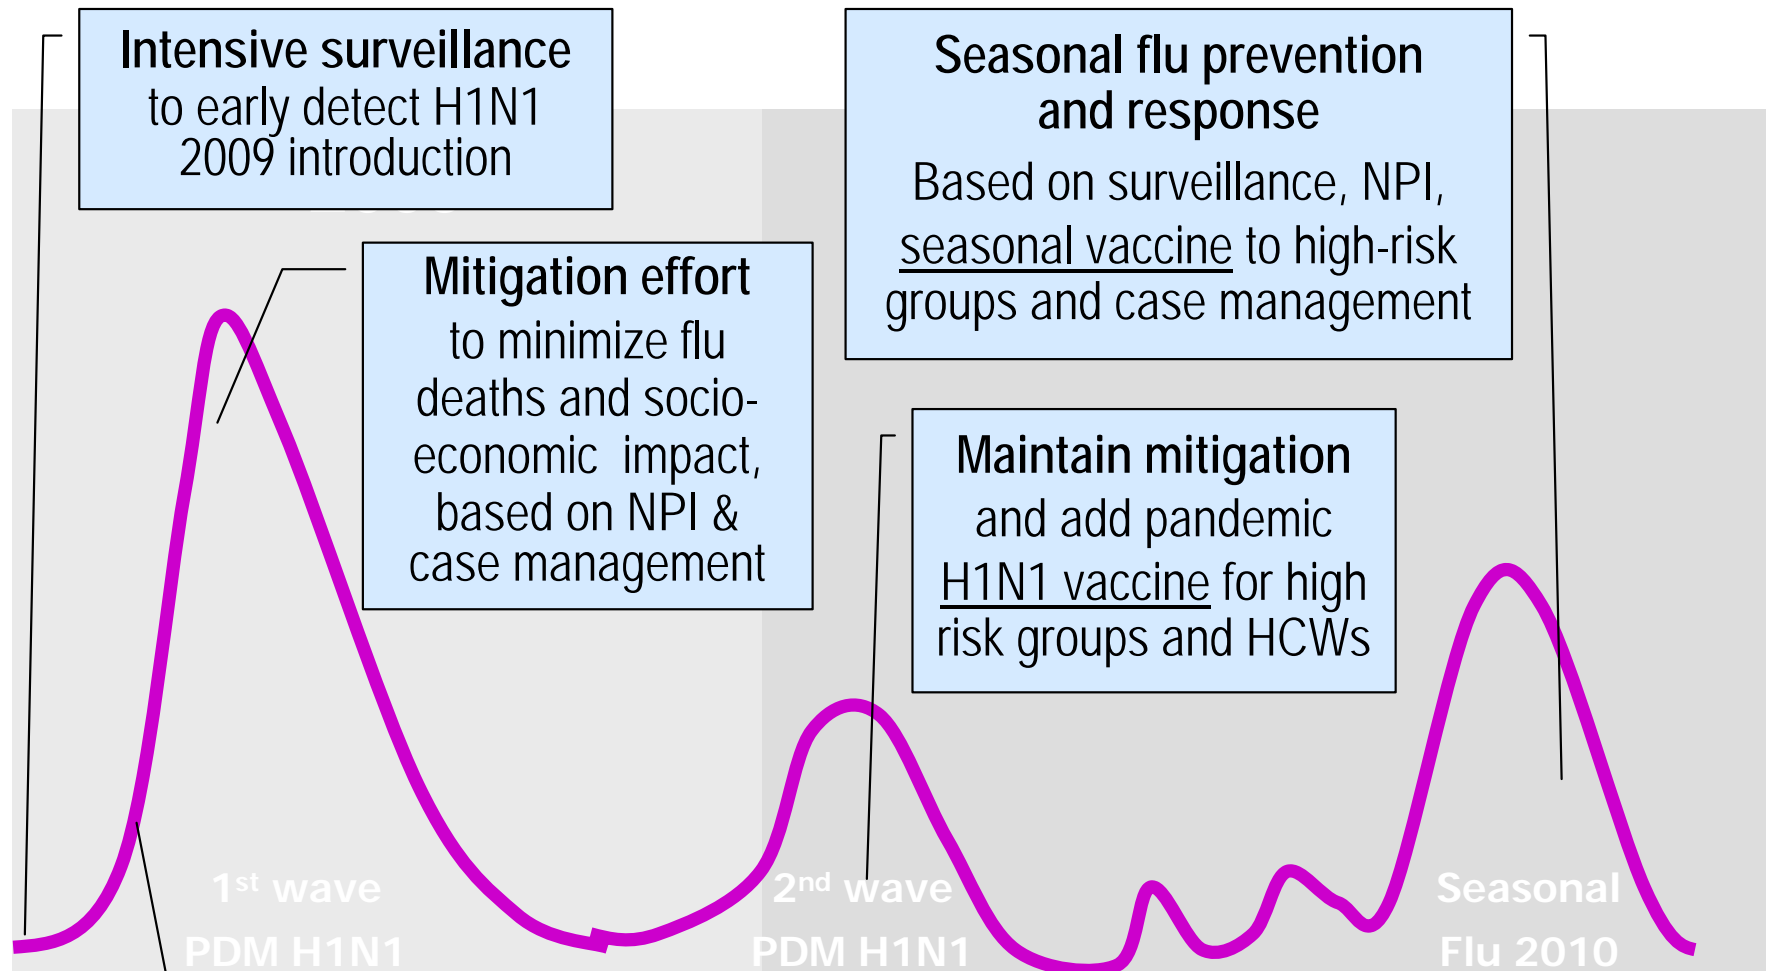 Intensive surveillance
to early detect H1N1
2009 introduction
Seasonal flu prevention
and response
Based on surveillance, NPI,
seasonal vaccine to high-risk
groups and case management
Mitigation effort
to minimize flu
deaths and socio-
economic impact,
based on NPI &
case management
Maintain mitigation
and add pandemic
H1N1 vaccine for high
risk groups and HCWs
1st wave
PDM H1N1
2nd wave
PDM H1N1
Seasonal
Flu 2010